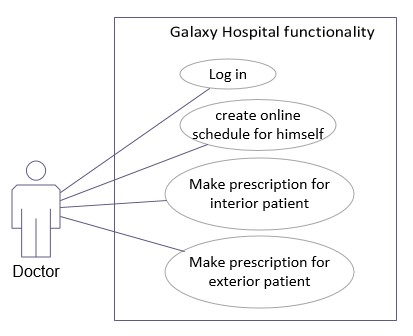 Galaxy Hospital functionality
Log in
create online
schedule for himself
Make prescription for
interior patient
Make prescription for
exterior patient
Doctor